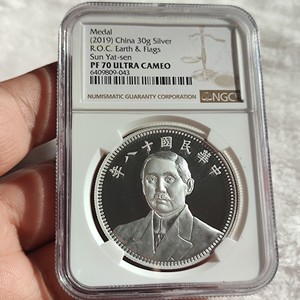 Medal
(2019) China 30g Silver
R.O.C. Earth & Flags
Sun Yat-sen
PF 70 ULTRA CAMEO
6409809-043
NUMISMATIC GUARANTY CORPORATION
NGC
年八十國民華中